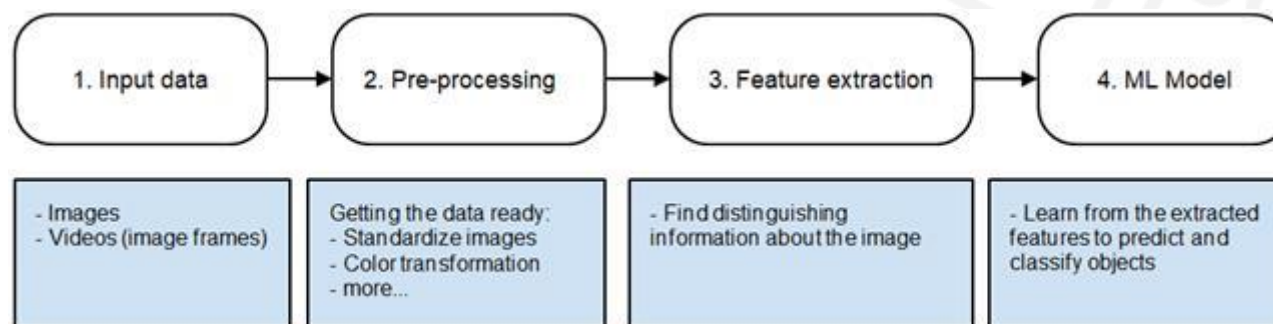 1. Input data
2. Pre-processing
3. Feature extraction
4. ML Model
- Images
- Videos (image frames)
Getting the data ready:
- Standardize images
- Color transformation
- more...
- Find distinguishing
information about the image
- Learn from the extracted
features to predict and
classify objects